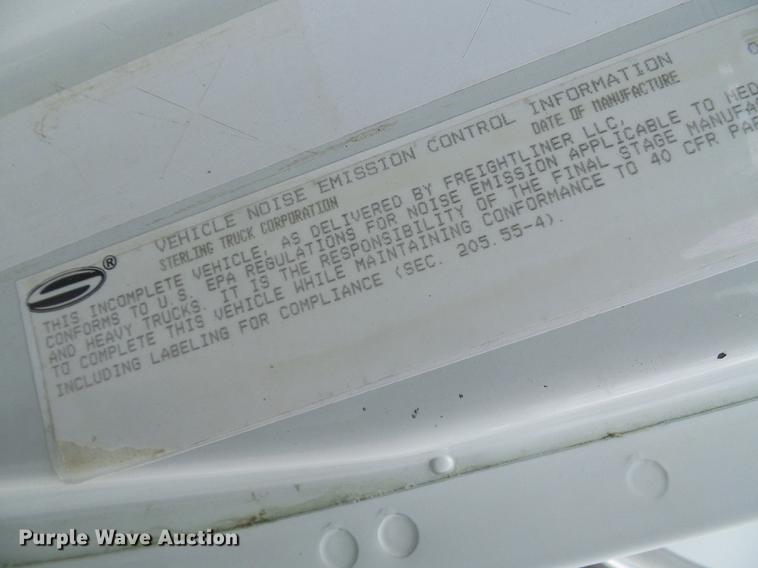 VEHICLE NOISE EMISSION CONTROL INFORMATION
STERLING TRUCK CORPORATION DATE OF MANUFACTURE
®
THIS INCOMPLETE VEHICLE, AS DELIVERED BY FREIGHTLINER LLC,
CONFORMS TO U.S. EPA REGULATIONS FOR NOISE EMISSION APPLICABLE TO MED
AND HEAVY TRUCKS. IT IS THE RESPONSIBILITY OF THE FINAL STAGE MANUFA
TO COMPLETE THIS VEHICLE WHILE MAINTAINING CONFORMANCE TO 40 CFR PAR
INCLUDING LABELING FOR COMPLIANCE (SEC. 205.55-4).
Purple Wave Auction